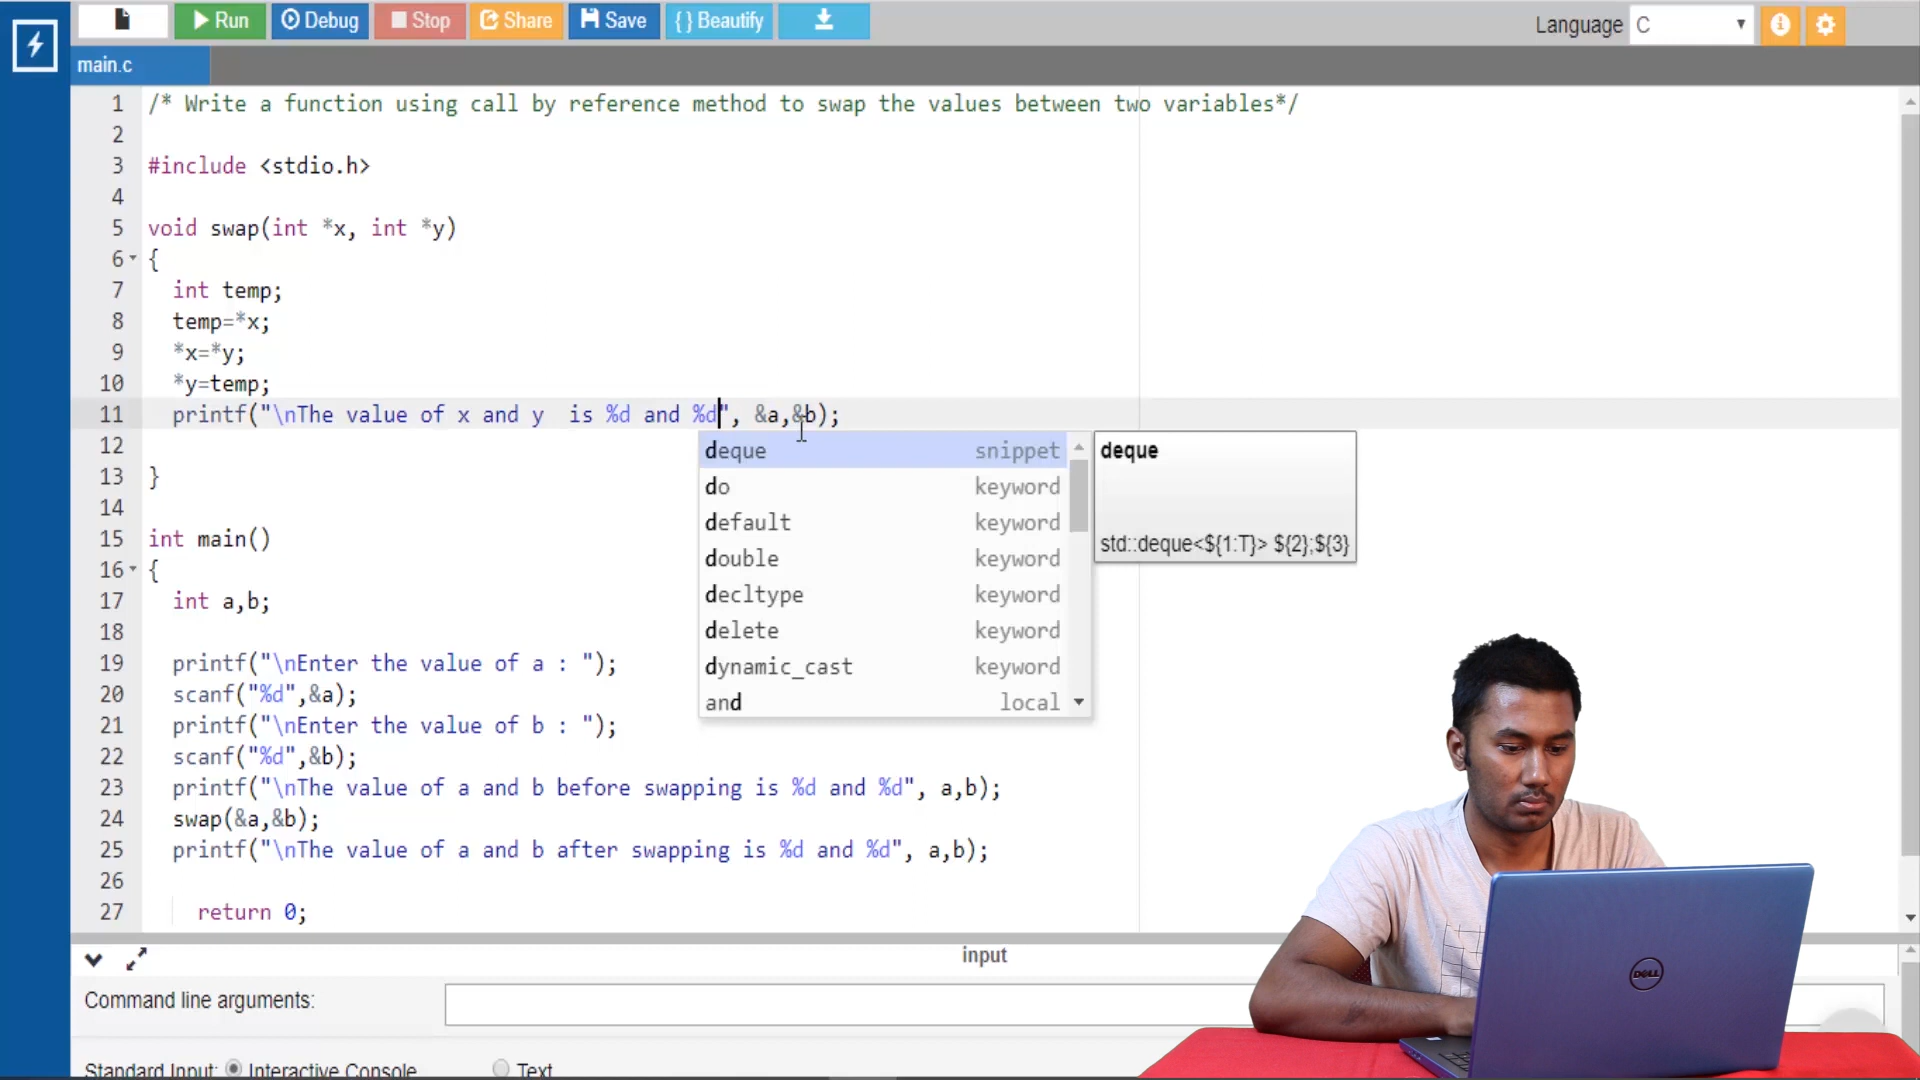 Run Debug Stop Share Save { } Beautify
Language C
main.c
1 /* Write a function using call by reference method to swap the values between two variables*/
2
3 #include <stdio.h>
4
5 void swap(int *x, int *y)
6 {
7 int temp;
8 temp=*x;
9 *x=*y;
10 *y=temp;
11 printf("\nThe value of x and y  is %d and %d", &a,&b);
12
13 }
14
15 int main()
16 {
17 int a,b;
18
19 printf("\nEnter the value of a : ");
20 scanf("%d",&a);
21 printf("\nEnter the value of b : ");
22 scanf("%d",&b);
23 printf("\nThe value of a and b before swapping is %d and %d", a,b);
24 swap(&a,&b);
25 printf("\nThe value of a and b after swapping is %d and %d", a,b);
26
27 return 0;
deque snippet
do keyword
default keyword
double keyword
decltype keyword
delete keyword
dynamic_cast keyword
and local
deque
std::deque<${1:T}> ${2};${3}
input
Command line arguments:
Standard Input: Interactive Console Text
DELL